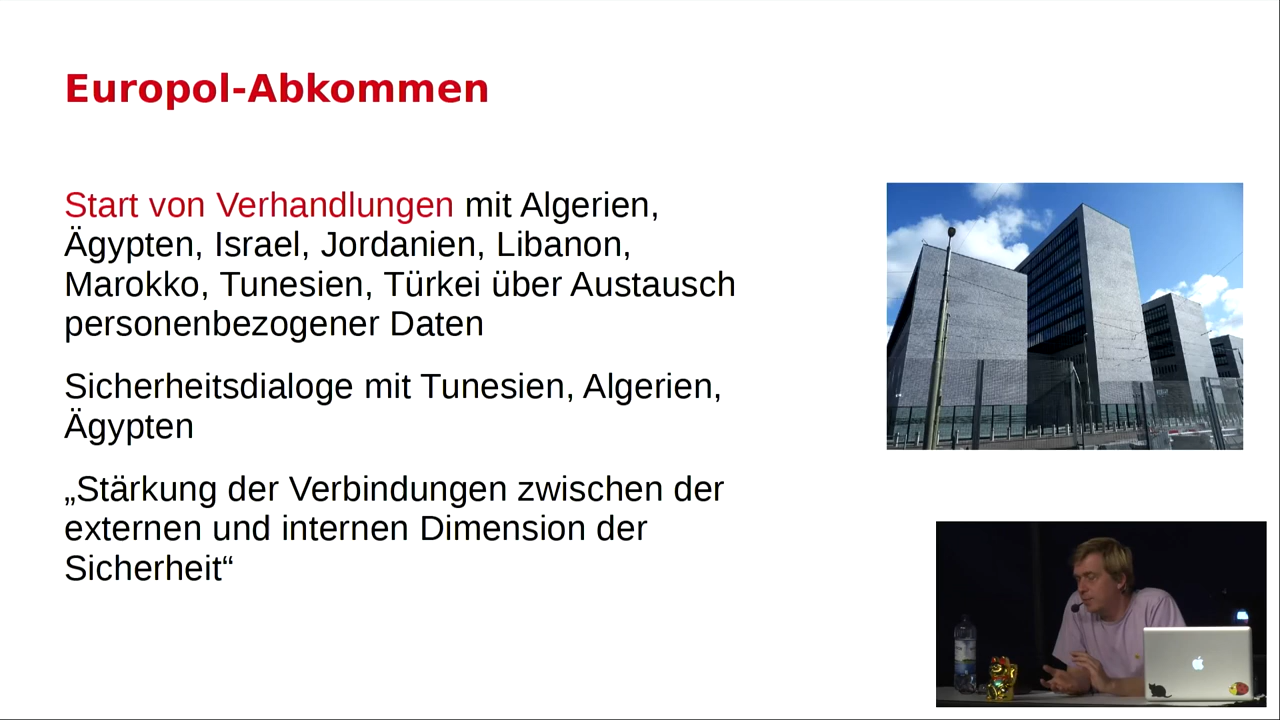 Europol-Abkommen
Start von Verhandlungen mit Algerien,
Ägypten, Israel, Jordanien, Libanon,
Marokko, Tunesien, Türkei über Austausch
personenbezogener Daten
Sicherheitsdialoge mit Tunesien, Algerien,
Ägypten
„Stärkung der Verbindungen zwischen der
externen und internen Dimension der
Sicherheit“